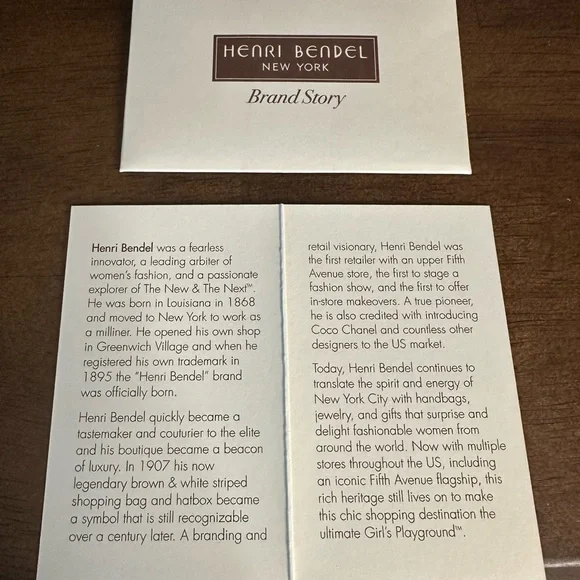 HENRI BENDEL
NEW YORK
Brand Story
Henri Bendel was a fearless
innovator, a leading arbiter of
women's fashion, and a passionate
explorer of The New & The Next™.
He was born in Louisiana in 1868
and moved to New York to work as
a milliner. He opened his own shop
in Greenwich Village and when he
registered his own trademark in
1895 the "Henri Bendel" brand
was officially born.
Henri Bendel quickly became a
tastemaker and couturier to the elite
and his boutique became a beacon
of luxury. In 1907 his now
legendary brown & white striped
shopping bag and hatbox became
a symbol that is still recognizable
over a century later. A branding and
retail visionary, Henri Bendel was
the first retailer with an upper Fifth
Avenue store, the first to stage a
fashion show, and the first to offer
in-store makeovers. A true pioneer,
he is also credited with introducing
Coco Chanel and countless other
designers to the US market.
Today, Henri Bendel continues to
translate the spirit and energy of
New York City with handbags,
jewelry, and gifts that surprise and
delight fashionable women from
around the world. Now with multiple
stores throughout the US, including
an iconic Fifth Avenue flagship, this
rich heritage still lives on to make
this chic shopping destination the
ultimate Girl's Playground™.